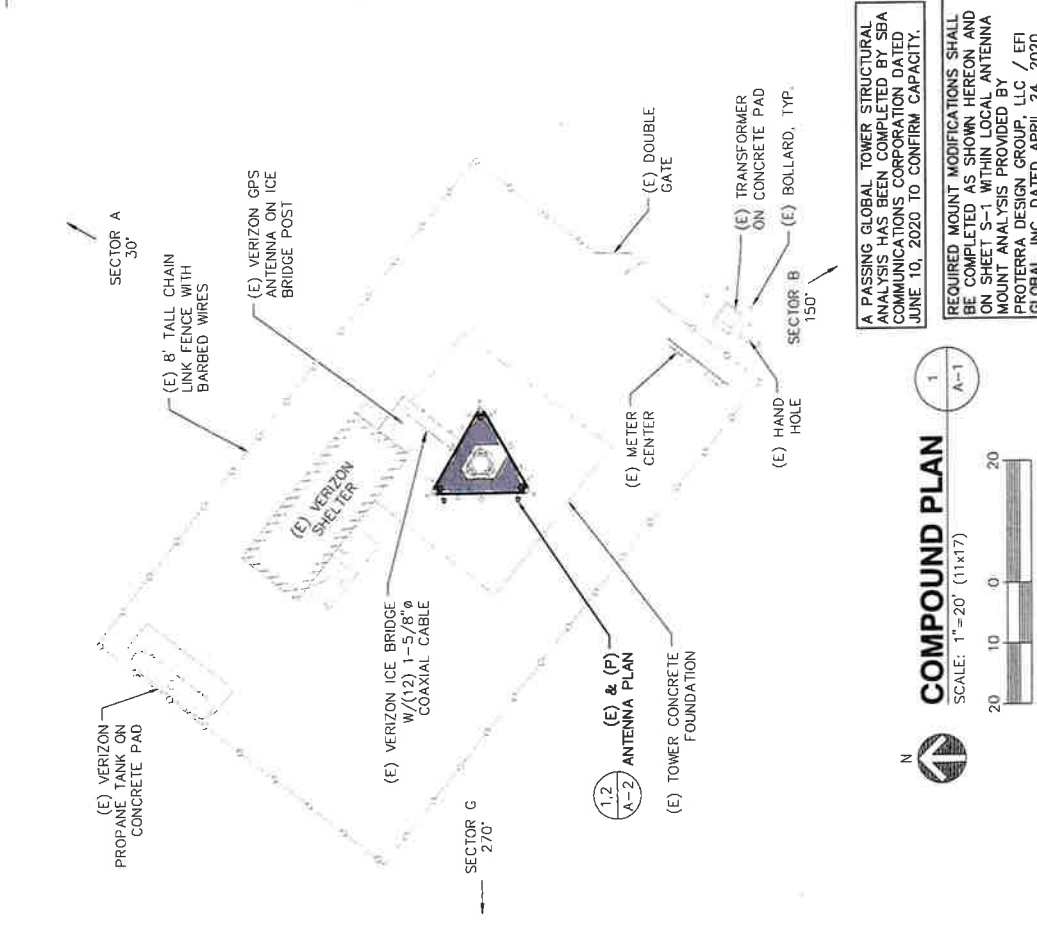 SECTOR A
30°
(E) 8' TALL CHAIN
LINK FENCE WITH
BARBED WIRES
(E) VERIZON GPS
ANTENNA ON ICE
BRIDGE POST
(E) VERIZON
PROPANE TANK ON
CONCRETE PAD
(E) VERIZON
SHELTER
(E) VERIZON ICE BRIDGE
W/(12) 1-5/8"ø
COAXIAL CABLE
SECTOR G
270°
1,2
A-2
(E) & (P)
ANTENNA PLAN
(E) TOWER CONCRETE
FOUNDATION
(E) DOUBLE
GATE
(E) TRANSFORMER
ON CONCRETE PAD
(E) BOLLARD, TYP.
SECTOR B
150°
(E) METER
CENTER
(E) HAND
HOLE
N
COMPOUND PLAN
SCALE: 1"=20' (11x17)
1
A-1
20 10 0 20
A PASSING GLOBAL TOWER STRUCTURAL
ANALYSIS HAS BEEN COMPLETED BY SBA
COMMUNICATIONS CORPORATION DATED
JUNE 10, 2020 TO CONFIRM CAPACITY.
REQUIRED MOUNT MODIFICATIONS SHALL
BE COMPLETED AS SHOWN HEREON AND
ON SHEET S-1 WITHIN LOCAL ANTENNA
MOUNT ANALYSIS PROVIDED BY
PROTERRA DESIGN GROUP, LLC / EFI
GLOBAL, INC. DATED APRIL 24, 2020